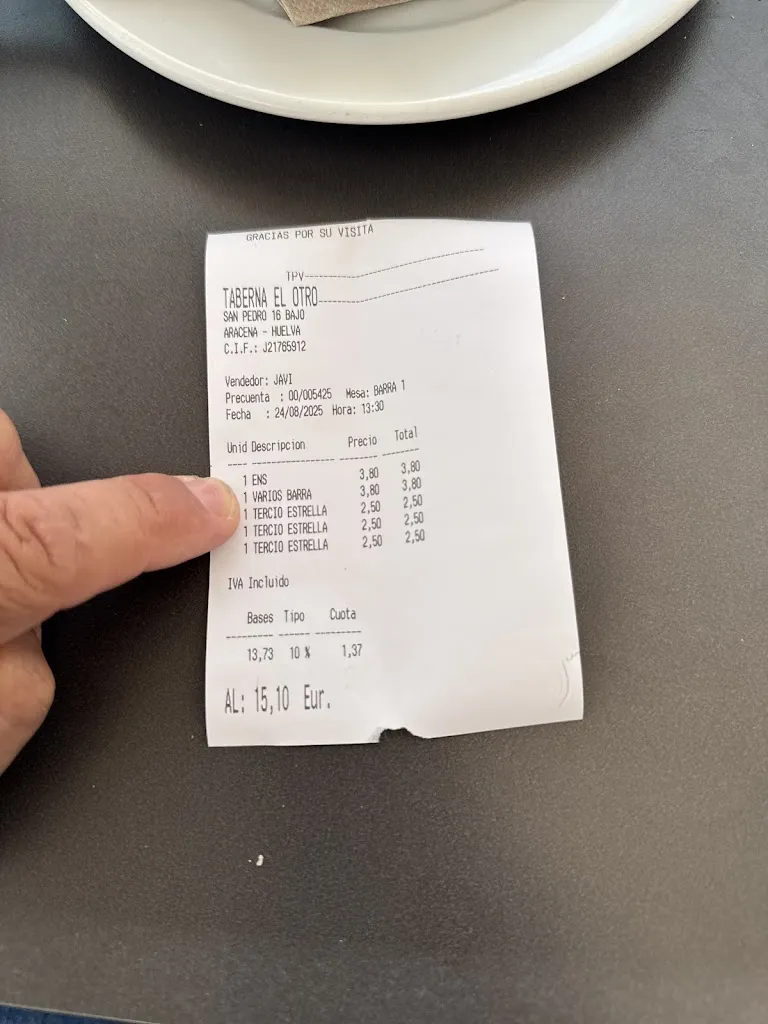 GRACIAS POR SU VISITA
TPV
TABERNA EL OTRO
SAN PEDRO 16 BAJO
ARACENA - HUELVA
C.I.F.: J21765912
Vendedor: JAVI
Precuenta : 00/005425 Mesa: BARRA 1
Fecha : 24/08/2025 Hora: 13:30
Unid Descripcion Precio Total
1 ENS 3,80 3,80
1 VARIOS BARRA 3,80 3,80
1 TERCIO ESTRELLA 2,50 2,50
1 TERCIO ESTRELLA 2,50 2,50
1 TERCIO ESTRELLA 2,50 2,50
IVA Incluido
Bases Tipo Cuota
13,73 10 % 1,37
AL: 15,10 Eur.